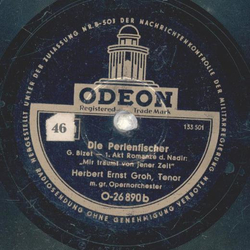 HERGESTELLT UNTER DER ZULASSUNG NR. B-501 DER NACHRICHTENKONTROLLE DER MILITÄRREGIERUNG
ODEON
Registered Trade Mark
46
133 501
Die Perlenfischer
G. Bizet - 1. Akt Romanze d. Nadir:
"Mir träumt von jener Zeit"
Herbert Ernst Groh, Tenor
m. gr. Opernorchester
O-26890b
RADIOSENDUNG OHNE GENEHMIGUNG VERBOTEN